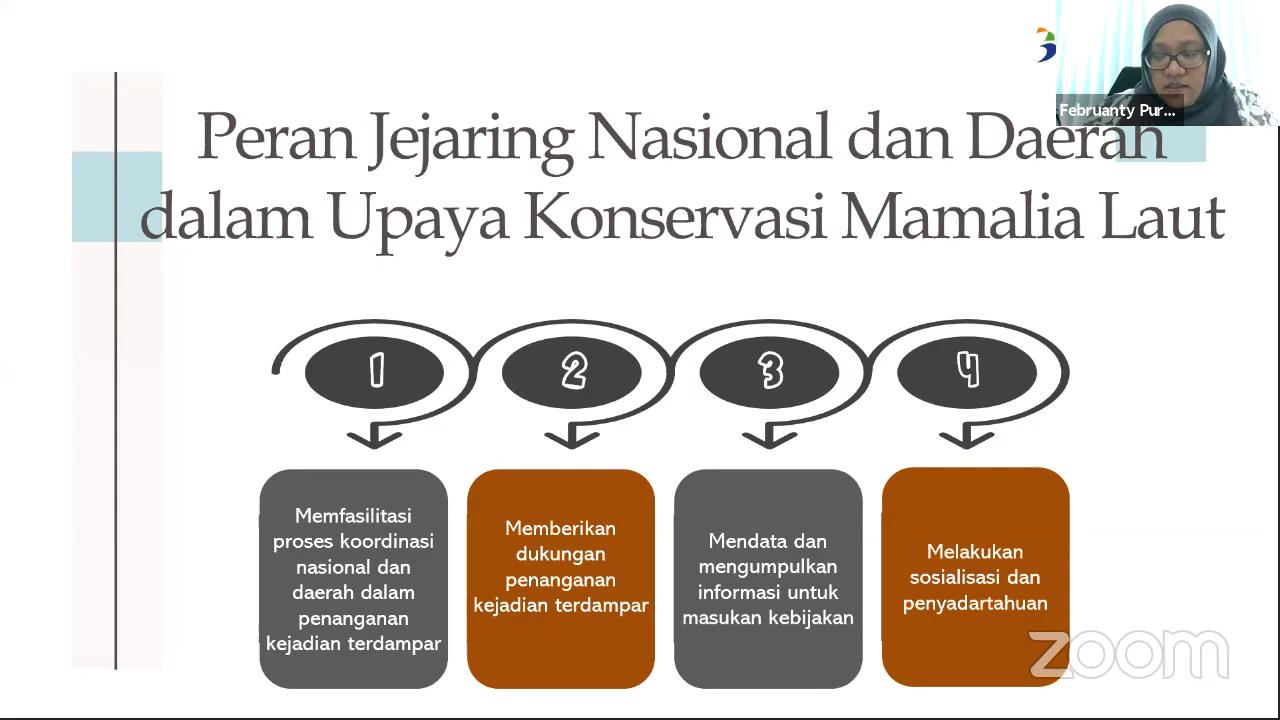 Februanty Pur...
Peran Jejaring Nasional dan Daerah
dalam Upaya Konservasi Mamalia Laut
1
2
3
4
Memfasilitasi
proses koordinasi
nasional dan
daerah dalam
penanganan
kejadian terdampar
Memberikan
dukungan
penanganan
kejadian terdampar
Mendata dan
mengumpulkan
informasi untuk
masukan kebijakan
Melakukan
sosialisasi dan
penyadartahuan
zoom